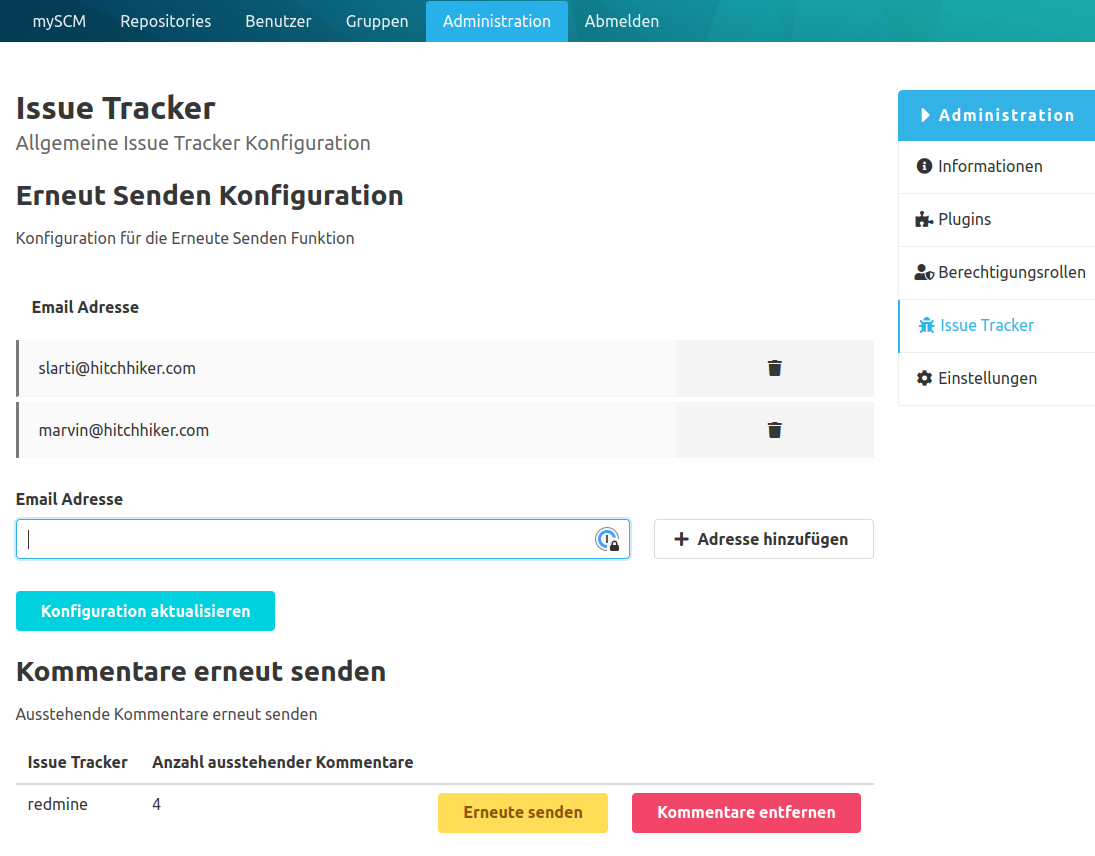 mySCM Repositories Benutzer Gruppen Administration Abmelden
Issue Tracker
Allgemeine Issue Tracker Konfiguration
Erneut Senden Konfiguration
Konfiguration für die Erneute Senden Funktion
Email Adresse
slarti@hitchhiker.com
marvin@hitchhiker.com
Email Adresse
Adresse hinzufügen
Konfiguration aktualisieren
Kommentare erneut senden
Ausstehende Kommentare erneut senden
Issue Tracker Anzahl ausstehender Kommentare
redmine 4 Erneute senden Kommentare entfernen
Administration
Informationen
Plugins
Berechtigungsrollen
Issue Tracker
Einstellungen